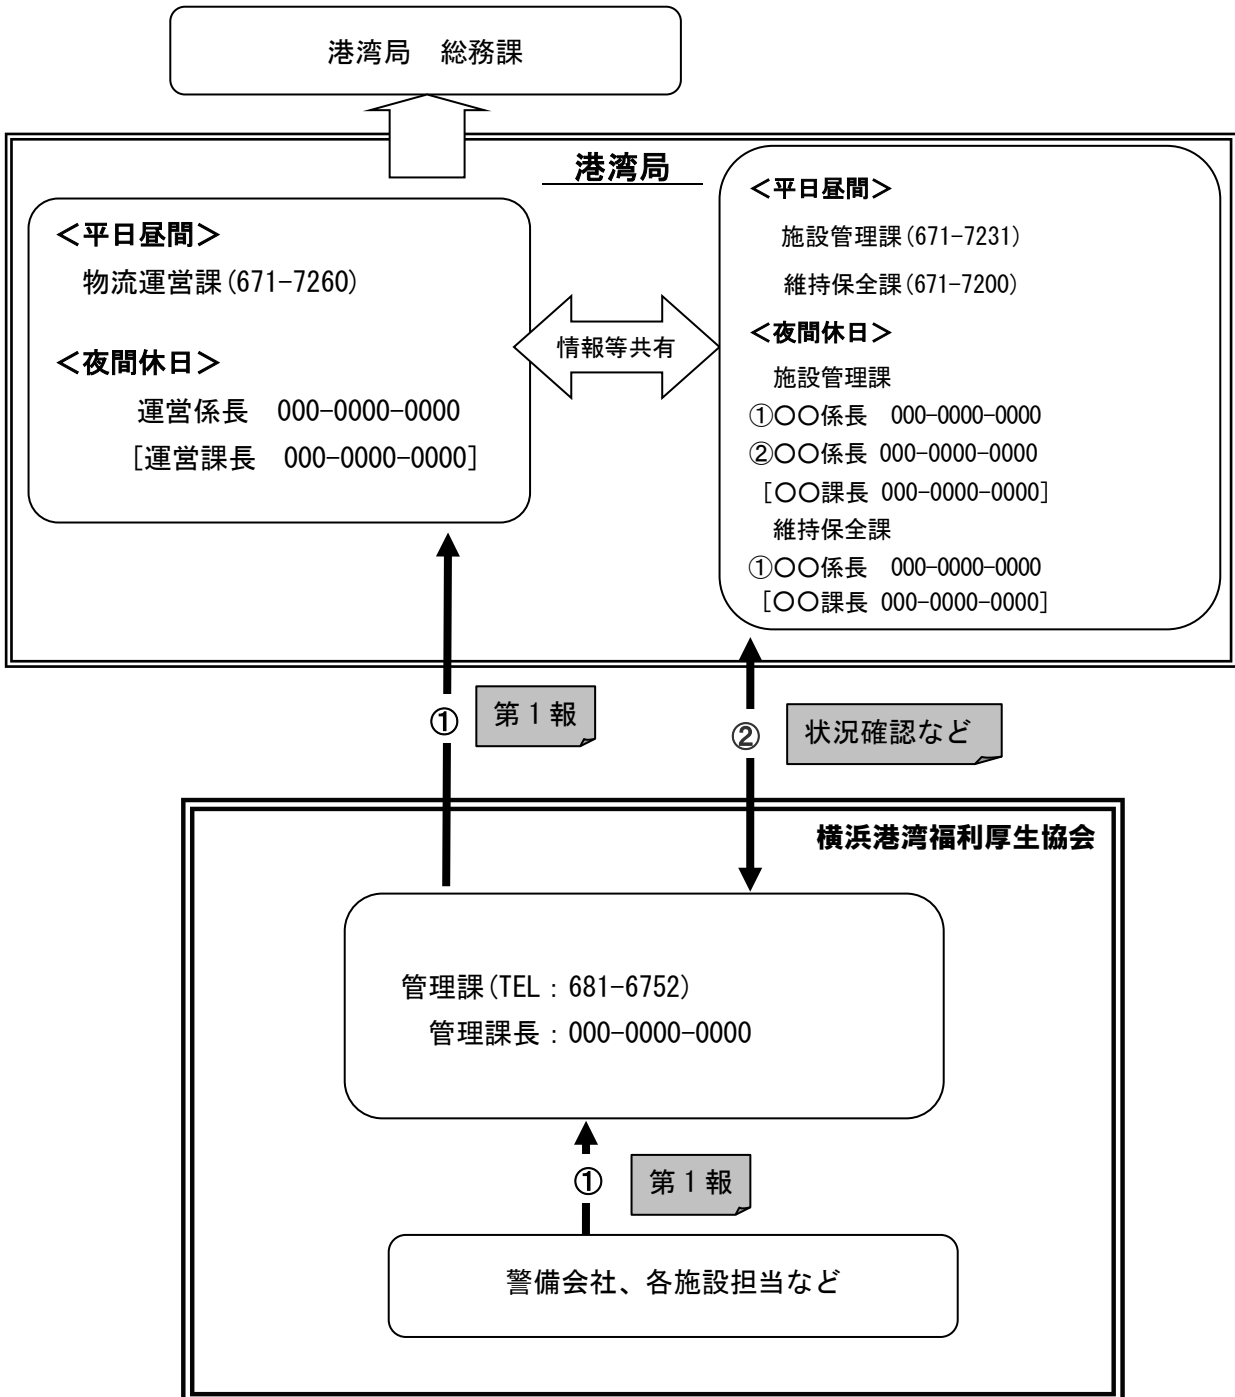 港湾局　総務課
港湾局
＜平日昼間＞
物流運営課(671-7260)
＜夜間休日＞
運営係長　000-0000-0000
[運営課長　000-0000-0000]
情報等共有
＜平日昼間＞
施設管理課(671-7231)
維持保全課(671-7200)
＜夜間休日＞
施設管理課
①〇〇係長　000-0000-0000
②〇〇係長 000-0000-0000
[〇〇課長 000-0000-0000]
維持保全課
①〇〇係長　000-0000-0000
[〇〇課長 000-0000-0000]
①
第１報
②
状況確認など
横浜港湾福利厚生協会
管理課(TEL：681-6752)
管理課長：000-0000-0000
①
第１報
警備会社、各施設担当など